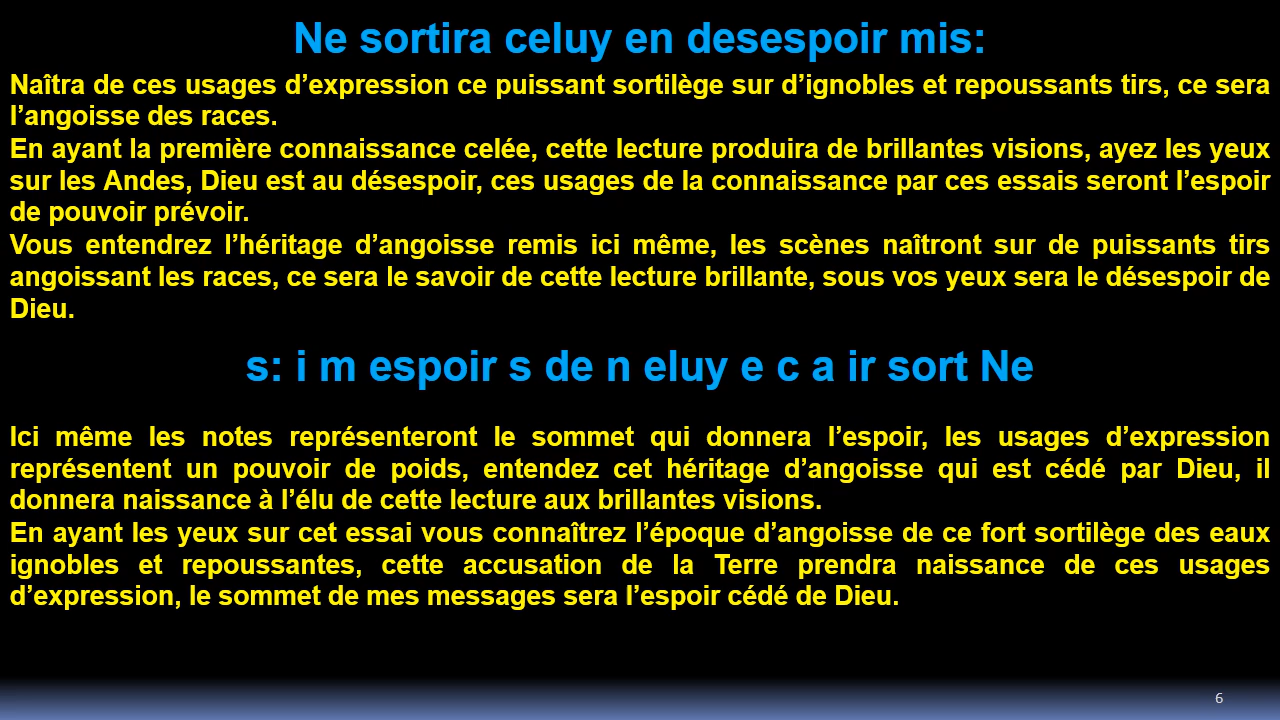 Ne sortira celuy en desespoir mis:
Naîtra de ces usages d’expression ce puissant sortilège sur d’ignobles et repoussants tirs, ce sera
l’angoisse des races.
En ayant la première connaissance celée, cette lecture produira de brillantes visions, ayez les yeux
sur les Andes, Dieu est au désespoir, ces usages de la connaissance par ces essais seront l’espoir
de pouvoir prévoir.
Vous entendrez l’héritage d’angoisse remis ici même, les scènes naîtront sur de puissants tirs
angoissant les races, ce sera le savoir de cette lecture brillante, sous vos yeux sera le désespoir de
Dieu.
s: i m espoir s de n eluy e c a ir sort Ne
Ici même les notes représenteront le sommet qui donnera l’espoir, les usages d’expression
représentent un pouvoir de poids, entendez cet héritage d’angoisse qui est cédé par Dieu, il
donnera naissance à l’élu de cette lecture aux brillantes visions.
En ayant les yeux sur cet essai vous connaîtrez l’époque d’angoisse de ce fort sortilège des eaux
ignobles et repoussantes, cette accusation de la Terre prendra naissance de ces usages
d’expression, le sommet de mes messages sera l’espoir cédé de Dieu.
6